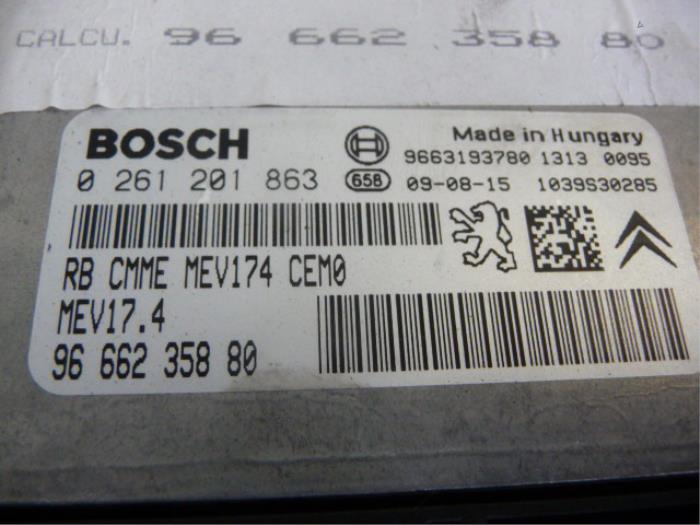 CALCU. 96 662 358 80
BOSCH
Made in Hungary
9663193780 1313 0095
0 261 201 863
658
09-08-15 1039S30285
RB CMME MEV174 CEM0
MEV17.4
96 662 358 80